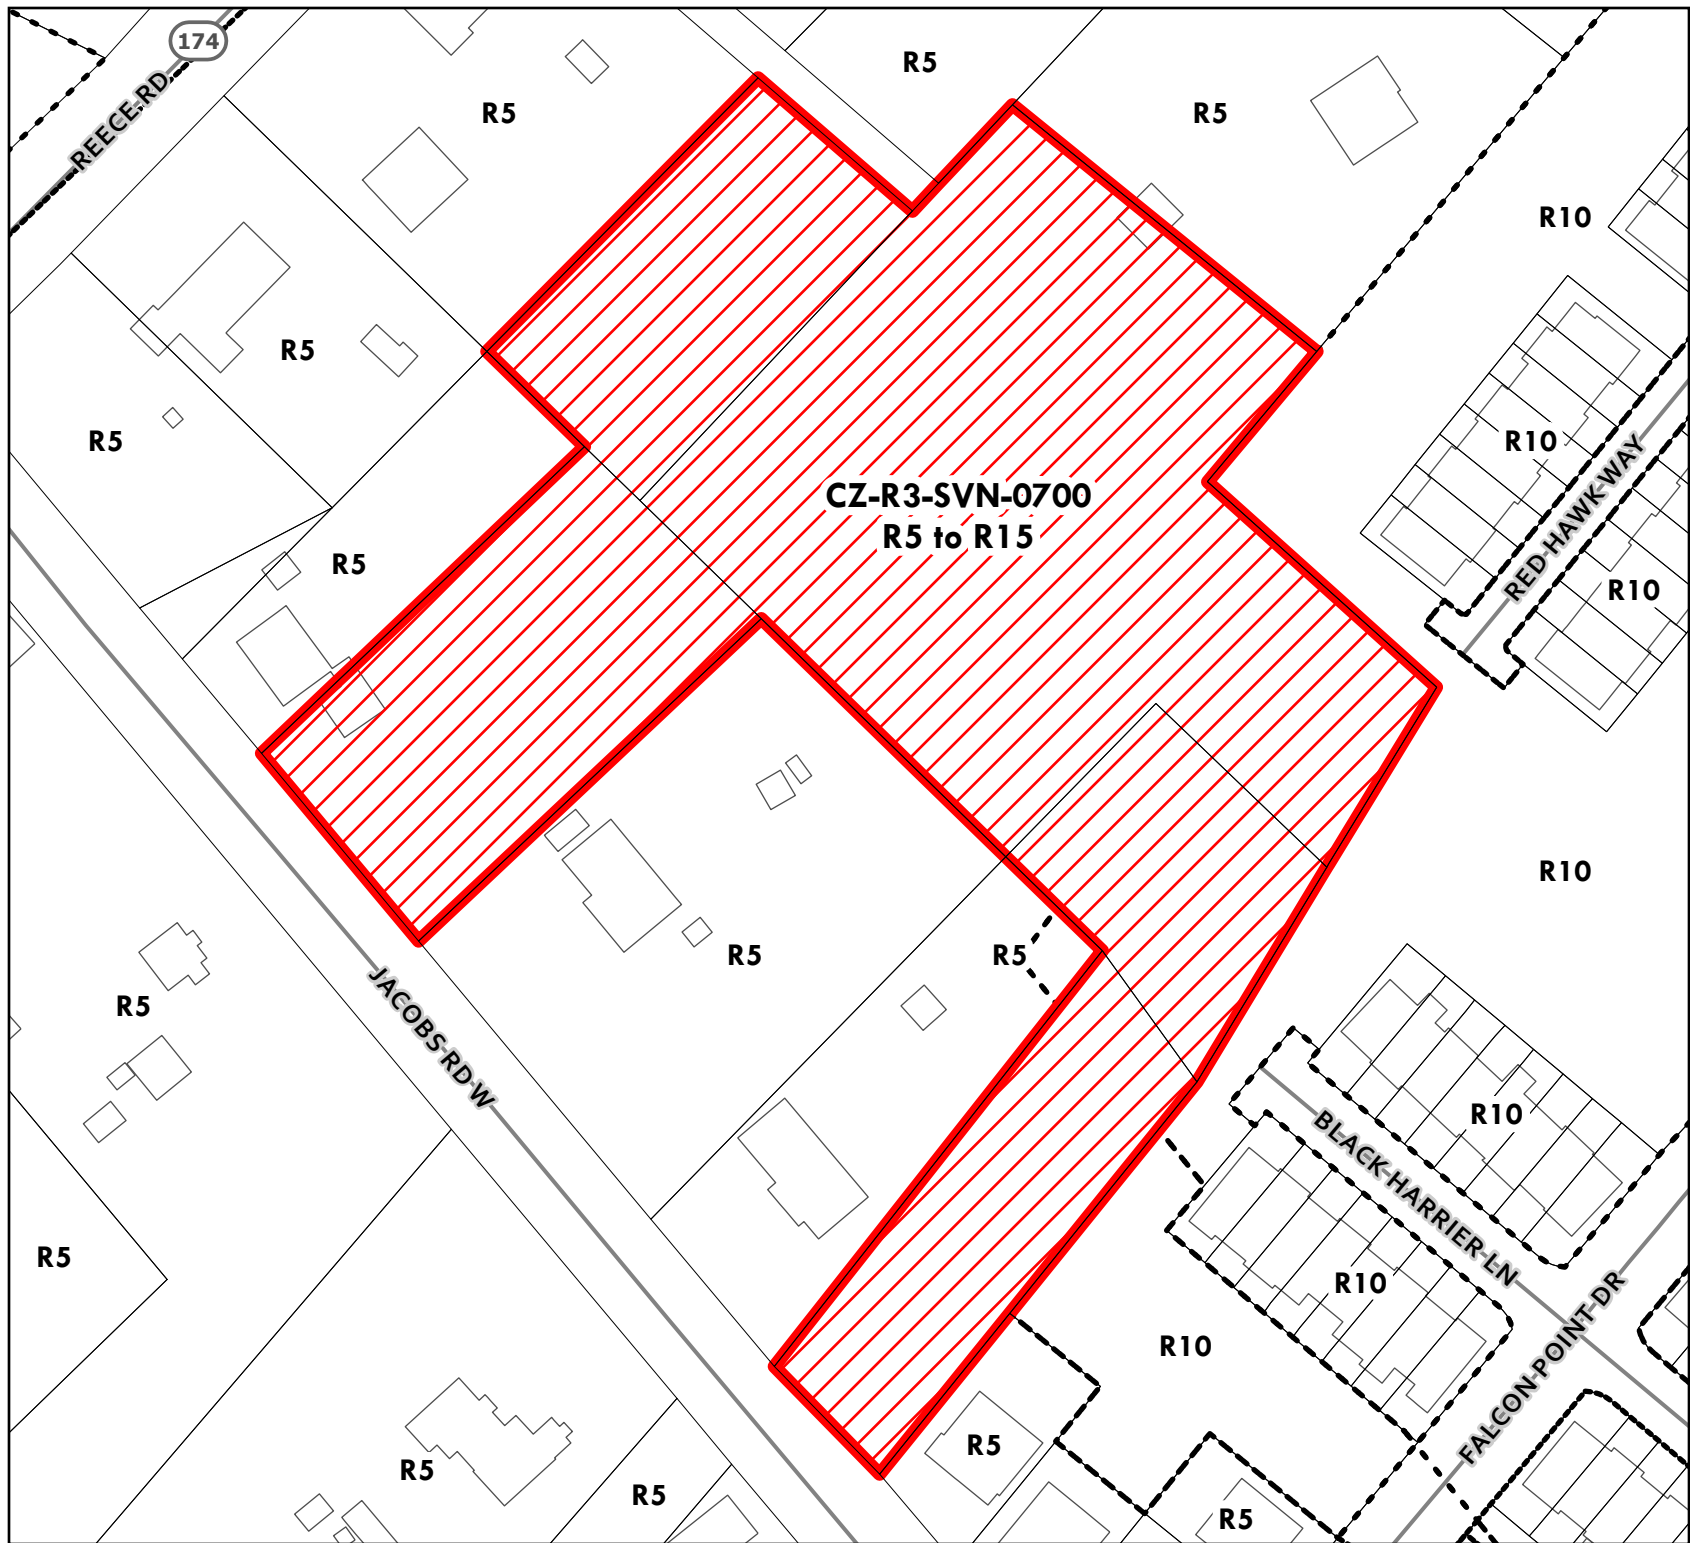 174
REECE RD
R5
R5
R5
R10
R5
R5
R10
RED HAWK WAY
CZ-R3-SVN-0700
R5 to R15
R5
R10
R10
R5
R5
R5
JACOBS RD W
R10
BLACK HARRIER LN
R5
R10
R10
FALCON POINT DR
R5
R5
R5
R5